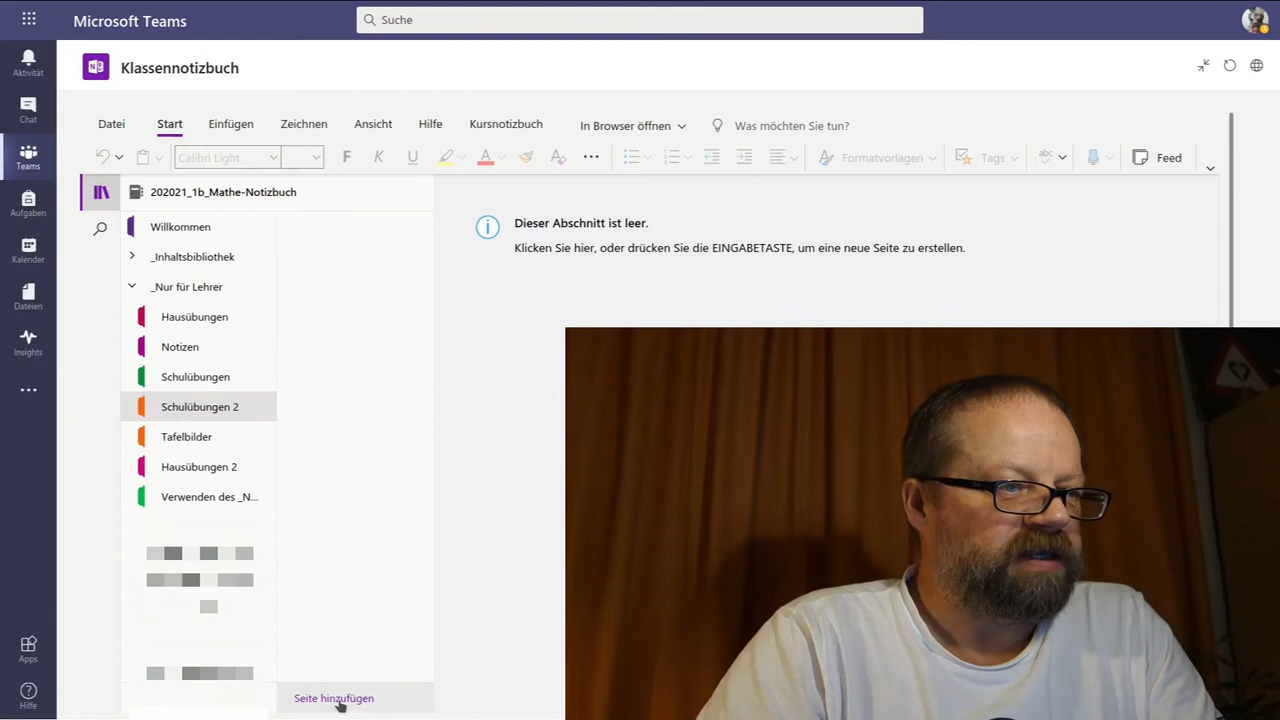 Microsoft Teams
Suche
Aktivität
Chat
Teams
Aufgaben
Kalender
Dateien
Insights
Apps
Hilfe
Klassennotizbuch
Datei Start Einfügen Zeichnen Ansicht Hilfe Kursnotizbuch In Browser öffnen Was möchten Sie tun?
Calibri Light F K U A Formatvorlagen Tags abc Feed
202021_1b_Mathe-Notizbuch
Willkommen
_Inhaltsbibliothek
_Nur für Lehrer
Hausübungen
Notizen
Schulübungen
Schulübungen 2
Tafelbilder
Hausübungen 2
Verwenden des _N...
Seite hinzufügen
Dieser Abschnitt ist leer.
Klicken Sie hier, oder drücken Sie die EINGABETASTE, um eine neue Seite zu erstellen.